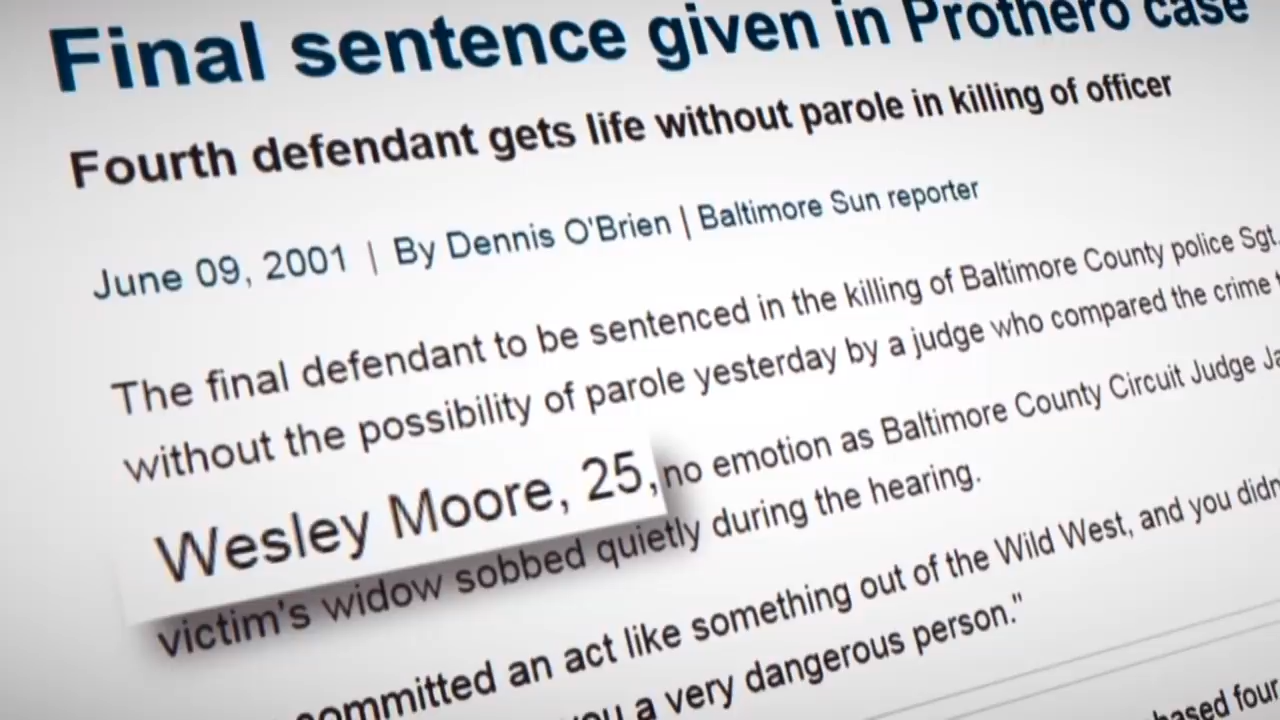 Final sentence given in Prothero case
Fourth defendant gets life without parole in killing of officer
June 09, 2001 | By Dennis O'Brien | Baltimore Sun reporter
The final defendant to be sentenced in the killing of Baltimore County police Sgt.
without the possibility of parole yesterday by a judge who compared the crime
Wesley Moore, 25, no emotion as Baltimore County Circuit Judge
victim's widow sobbed quietly during the hearing.
committed an act like something out of the Wild West, and you
a very dangerous person."
four